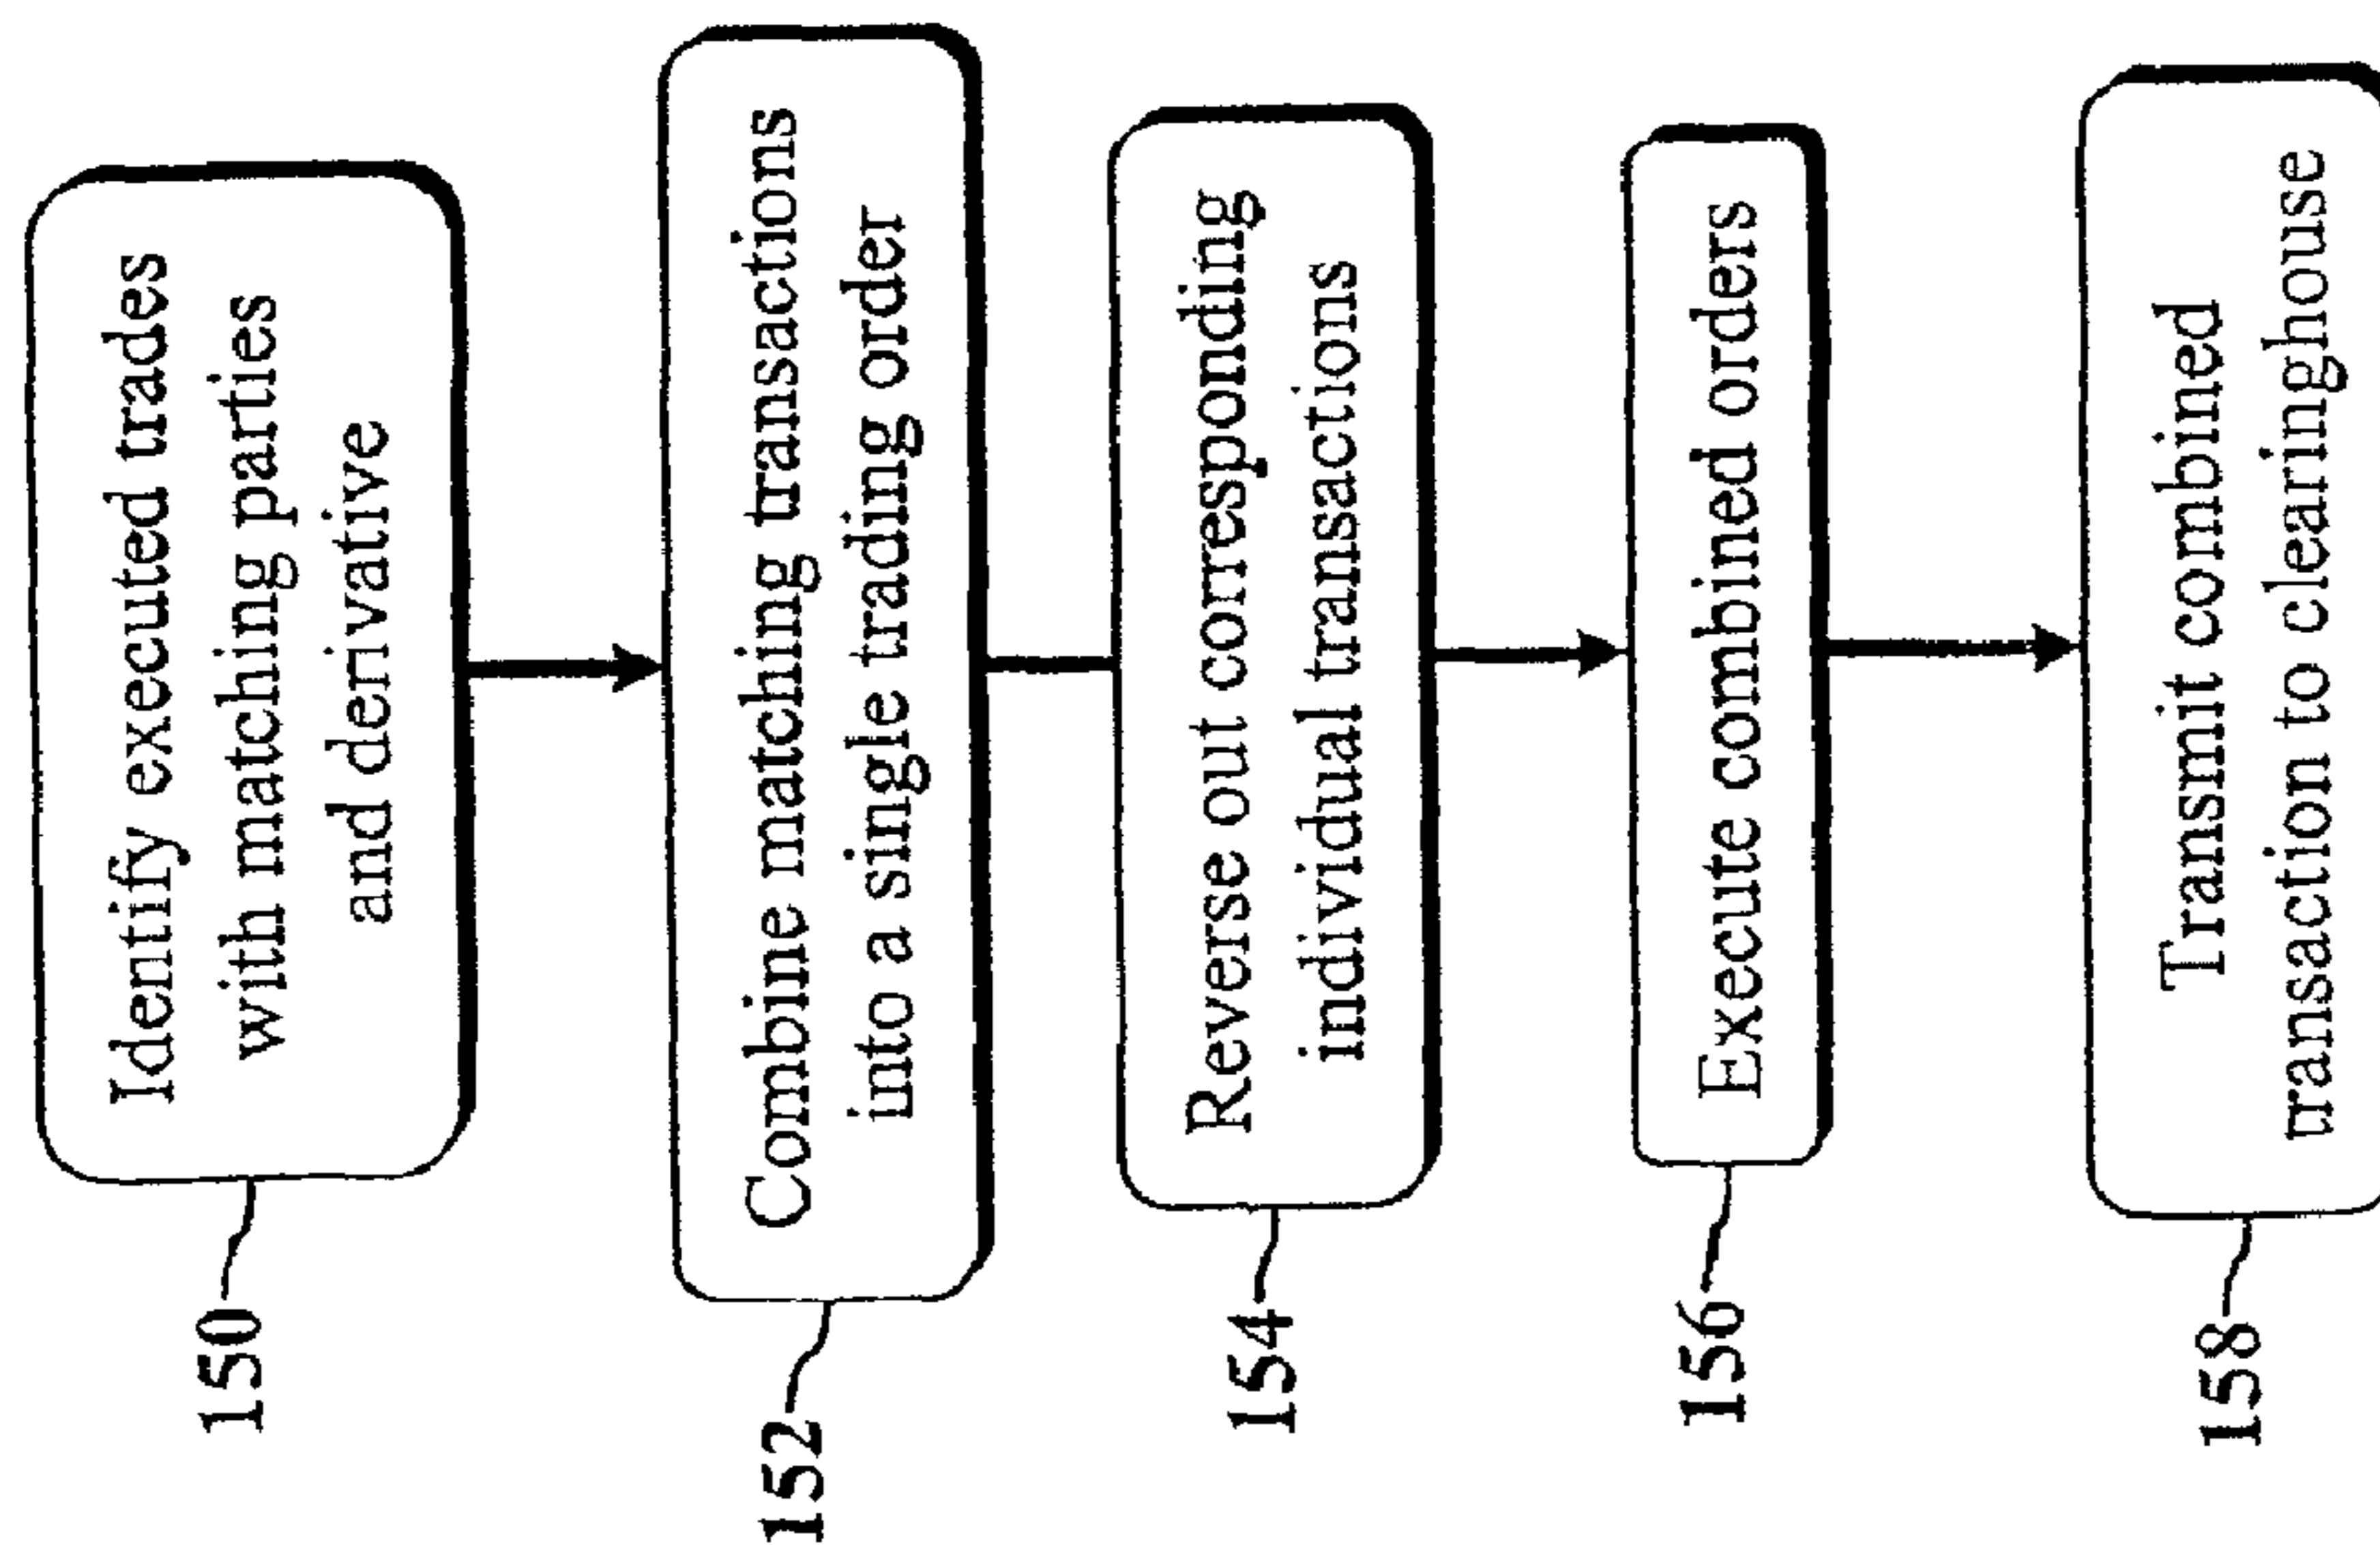 150
Identify executed trades
with matching parties
and derivative
152
Combine matching transactions
into a single trading order
154
Reverse out corresponding
individual transactions
156
Execute combined orders
158
Transmit combined
transaction to clearinghouse